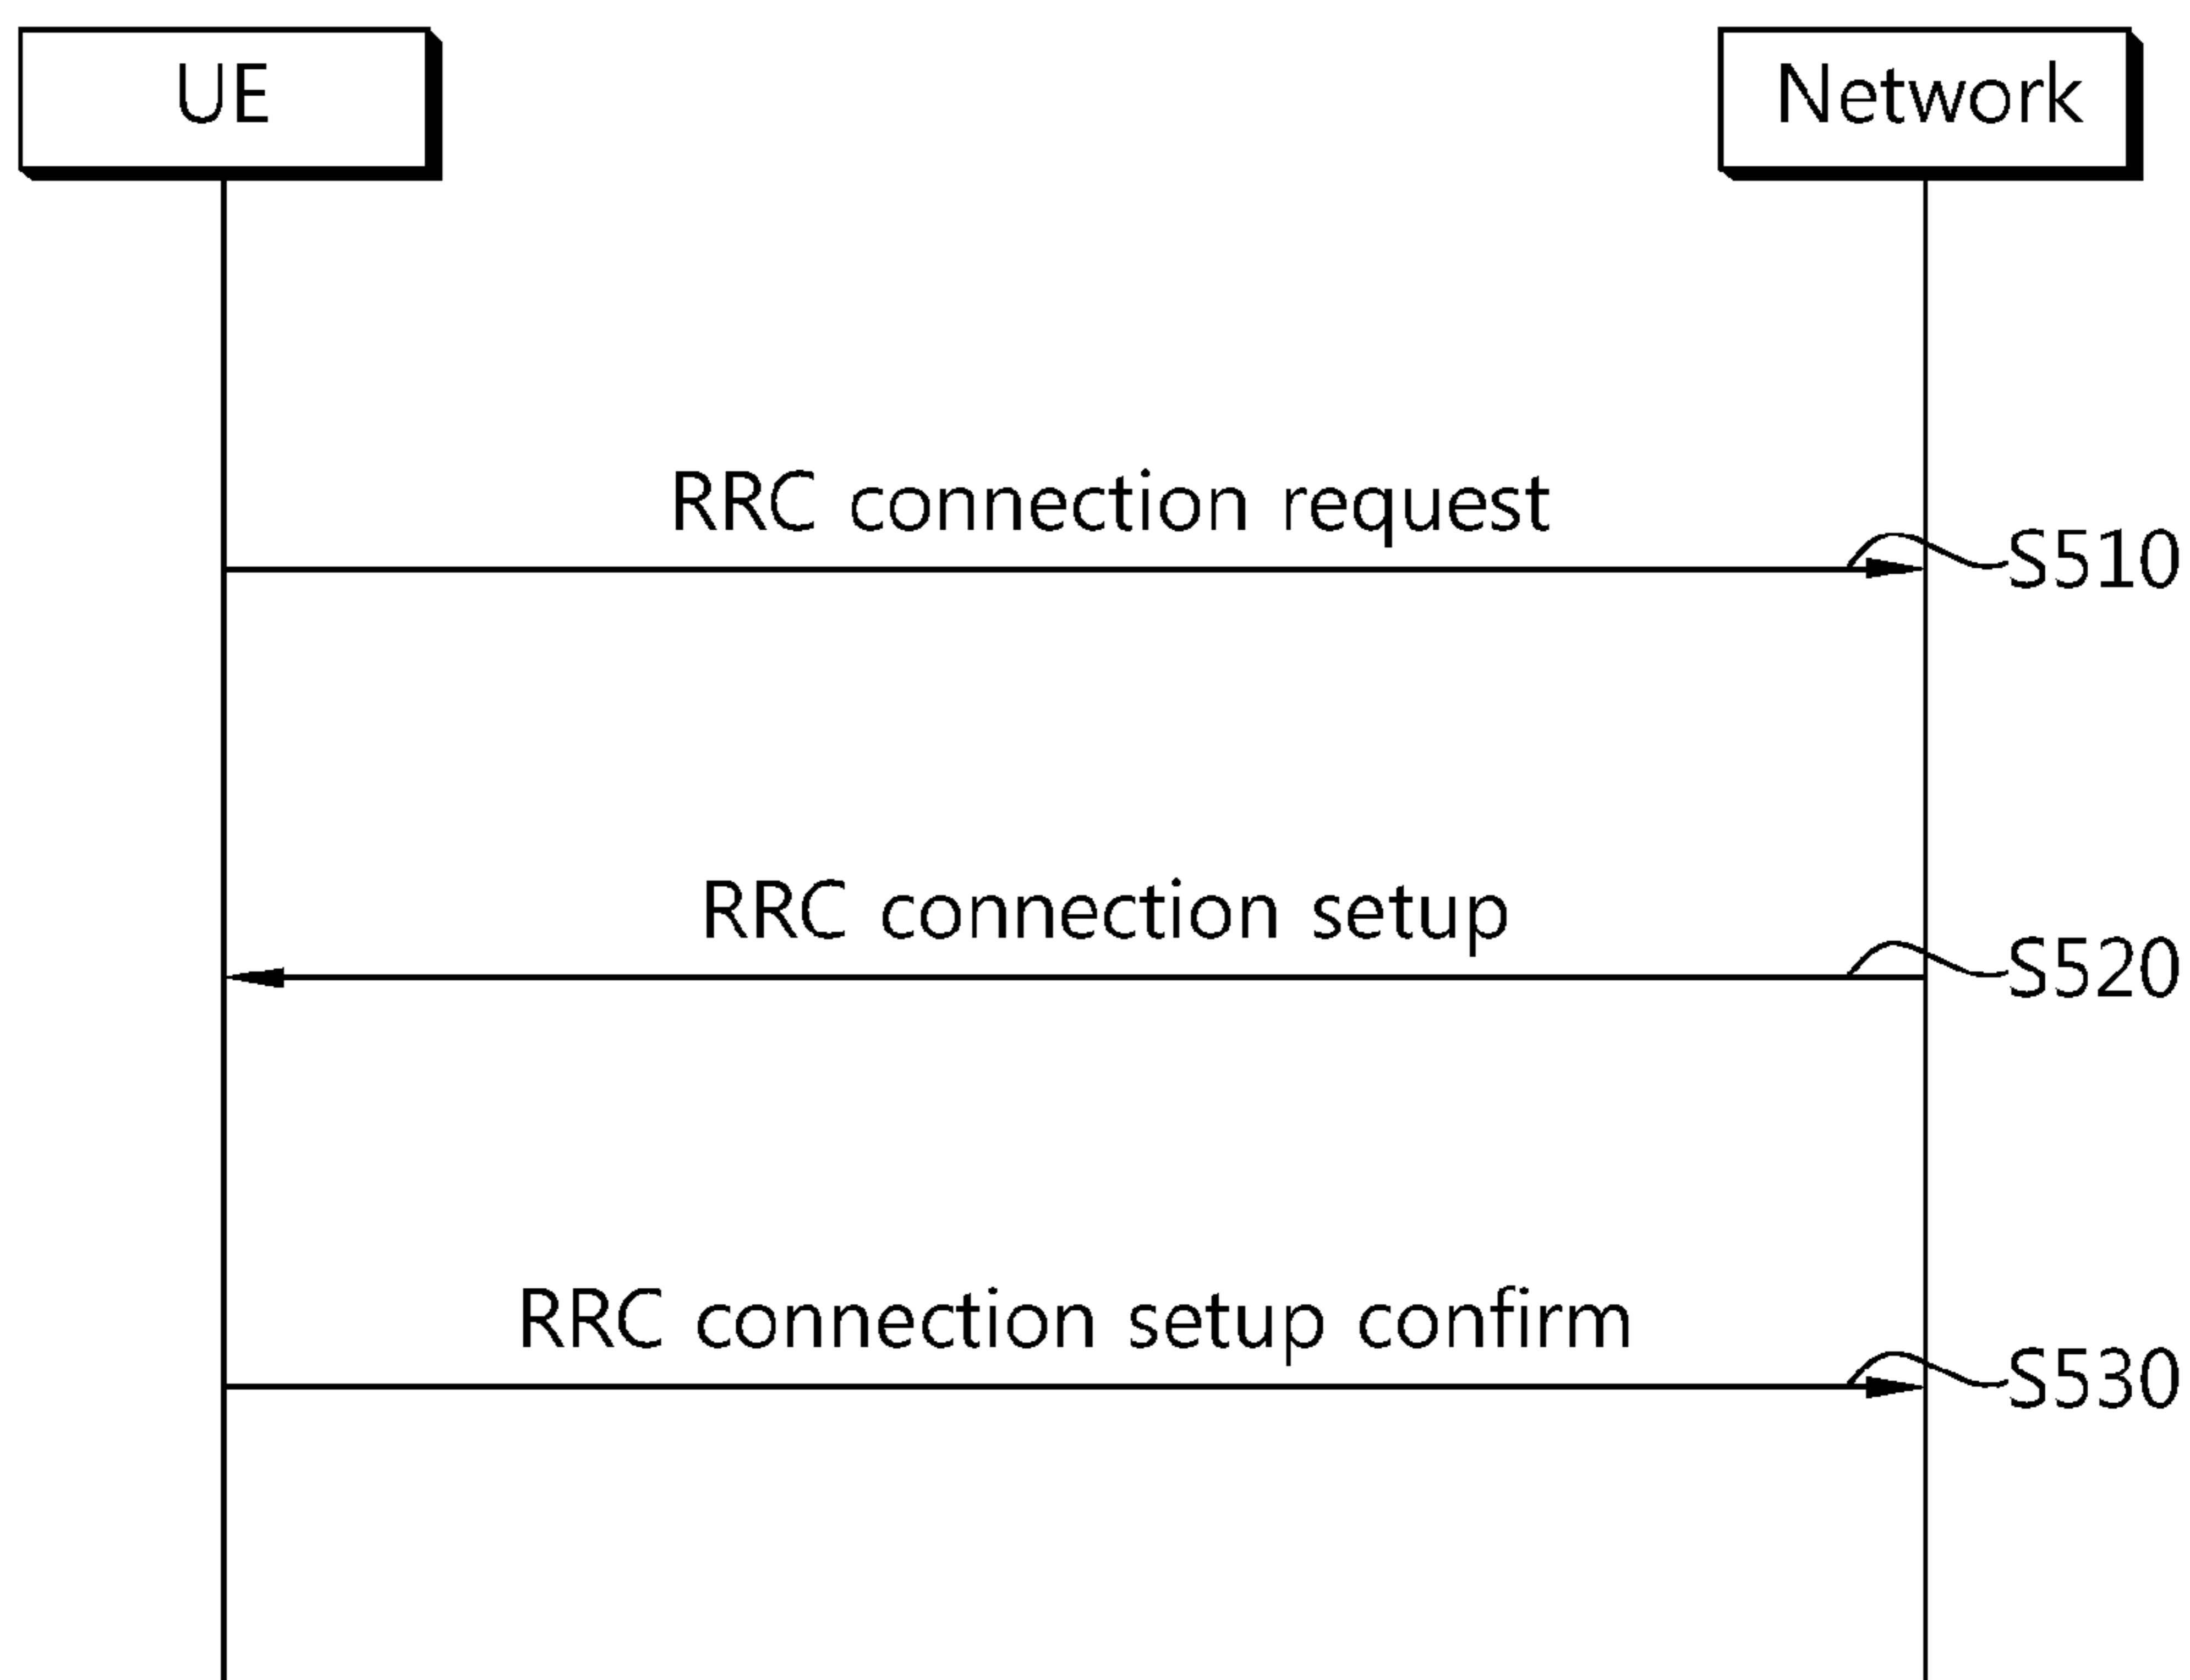 UE
Network
RRC connection request
S510
RRC connection setup
S520
RRC connection setup confirm
S530